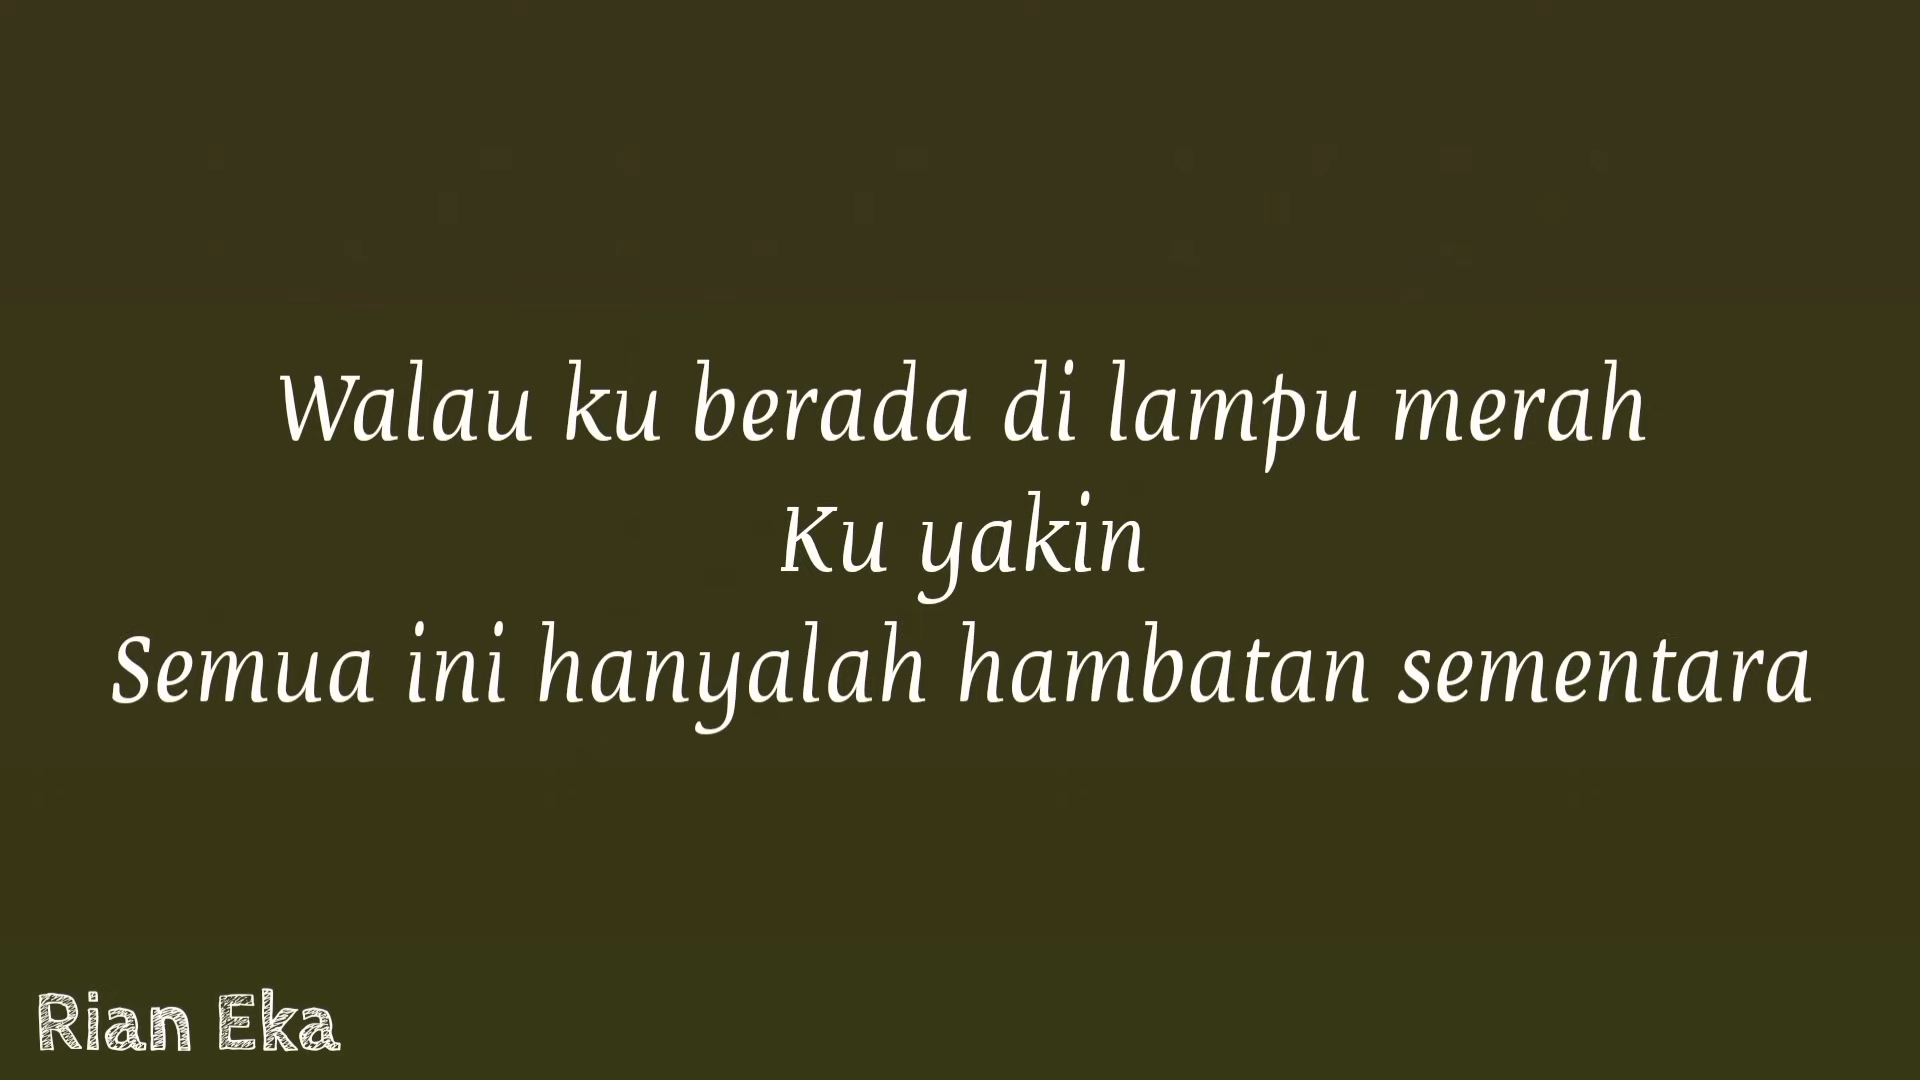 Walau ku berada di lampu merah
Ku yakin
Semua ini hanyalah hambatan sementara
Rian Eka